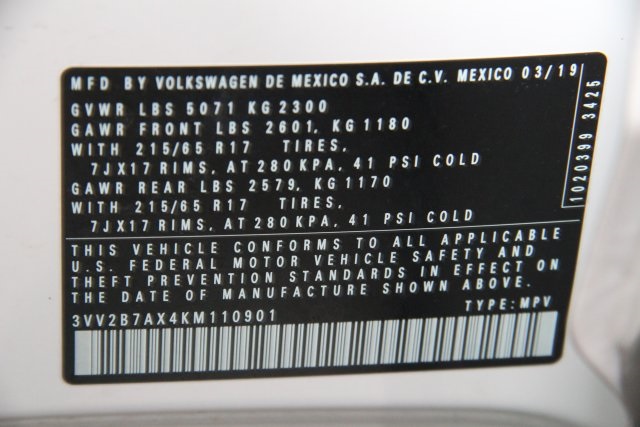 MFD BY VOLKSWAGEN DE MEXICO S.A. DE C.V. MEXICO 03/19
GVWR LBS 5071 KG 2300
GAWR FRONT LBS 2601, KG 1180
WITH 215/65 R17 TIRES,
7JX17 RIMS, AT 280 KPA, 41 PSI COLD
GAWR REAR LBS 2579, KG 1170
WITH 215/65 R17 TIRES,
7JX17 RIMS, AT 280 KPA, 41 PSI COLD
1020399 3425
THIS VEHICLE CONFORMS TO ALL APPLICABLE
U.S. FEDERAL MOTOR VEHICLE SAFETY AND
THEFT PREVENTION STANDARDS IN EFFECT ON
THE DATE OF MANUFACTURE SHOWN ABOVE.
3VV2B7AX4KM110901 TYPE: MPV